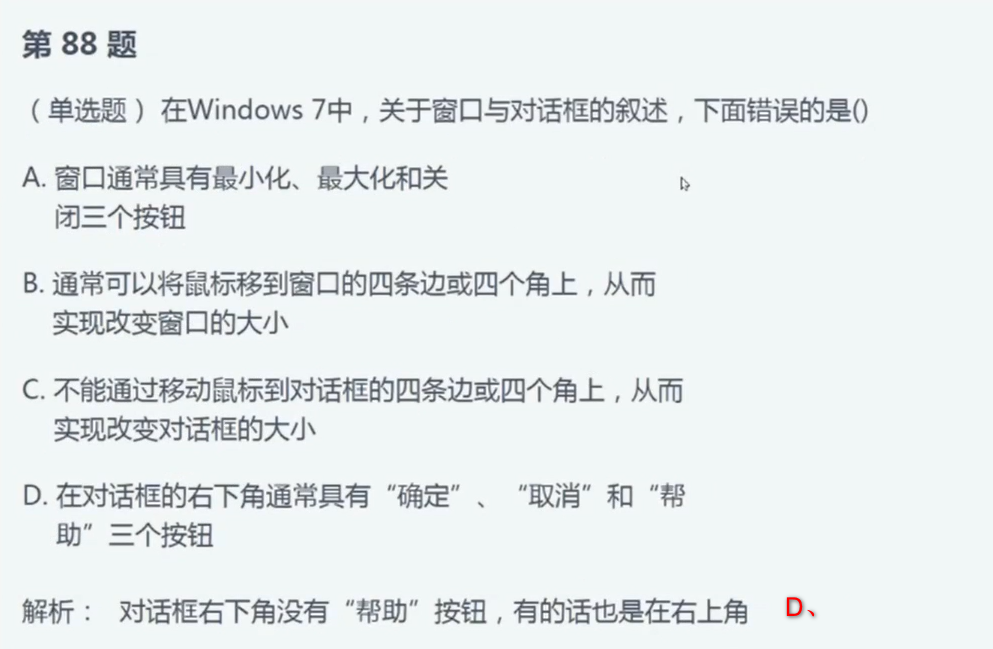 第 88 题
（单选题） 在Windows 7中，关于窗口与对话框的叙述，下面错误的是()
A. 窗口通常具有最小化、最大化和关
闭三个按钮
B. 通常可以将鼠标移到窗口的四条边或四个角上，从而
实现改变窗口的大小
C. 不能通过移动鼠标到对话框的四条边或四个角上，从而
实现改变对话框的大小
D. 在对话框的右下角通常具有“确定”、“取消”和“帮
助”三个按钮
解析： 对话框右下角没有“帮助”按钮，有的话也是在右上角 D、